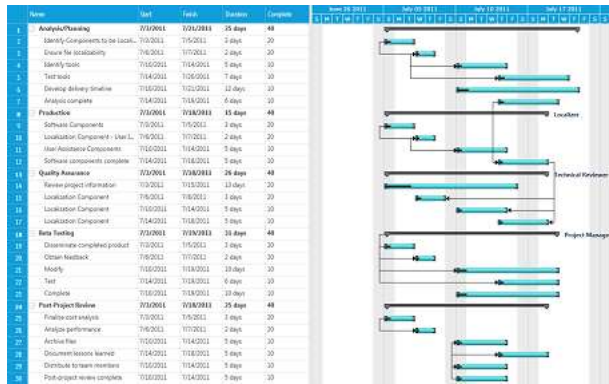 Name Start Finish Duration Complete
June 26 2011 July 03 2011 July 10 2011 July 17 2011
1 Analysis/Planning 7/3/2011 7/21/2011 25 days 40
2 Identify Components to be Locali... 7/3/2011 7/5/2011 3 days 20
3 Ensure file localizability 7/6/2011 7/7/2011 2 days 20
4 Identify tools 7/10/2011 7/14/2011 5 days 10
5 Test tools 7/14/2011 7/20/2011 7 days 10
6 Develop delivery timeline 7/10/2011 7/21/2011 12 days 10
7 Analysis complete 7/14/2011 7/19/2011 6 days 10
8 Production 7/3/2011 7/18/2011 15 days 40
Localizer
9 Software Components 7/3/2011 7/5/2011 3 days 20
10 Localization Component - User I... 7/6/2011 7/7/2011 2 days 20
11 User Assistance Components 7/10/2011 7/14/2011 5 days 10
12 Software components complete 7/14/2011 7/18/2011 5 days 10
13 Quality Assurance 7/3/2011 7/18/2011 26 days 40
Technical Reviewer
14 Review project information 7/3/2011 7/15/2011 13 days 20
15 Localization Component 7/6/2011 7/8/2011 3 days 20
16 Localization Component 7/10/2011 7/14/2011 5 days 10
17 Localization Component 7/14/2011 7/18/2011 5 days 10
18 Beta Testing 7/3/2011 7/19/2011 40
Project Manage
19 Disseminate completed product 7/3/2011 7/5/2011 3 days 20
20 Obtain feedback 7/6/2011 7/7/2011 2 days 20
21 Modify 7/10/2011 7/19/2011 10 days 10
22 Test 7/14/2011 7/19/2011 6 days 10
23 Complete 7/10/2011 7/19/2011 10 days 10
24 Post-Project Review 7/3/2011 7/18/2011 25 days 40
25 Finalize cost analysis 7/3/2011 7/5/2011 3 days 20
26 Analyze performance 7/6/2011 7/7/2011 2 days 20
27 Archive files 7/10/2011 7/14/2011 5 days 10
28 Document lessons learned 7/14/2011 7/18/2011 5 days 10
29 Distribute to team members 7/10/2011 7/14/2011 5 days 10
30 Post-project review complete 7/10/2011 7/14/2011 5 days 10